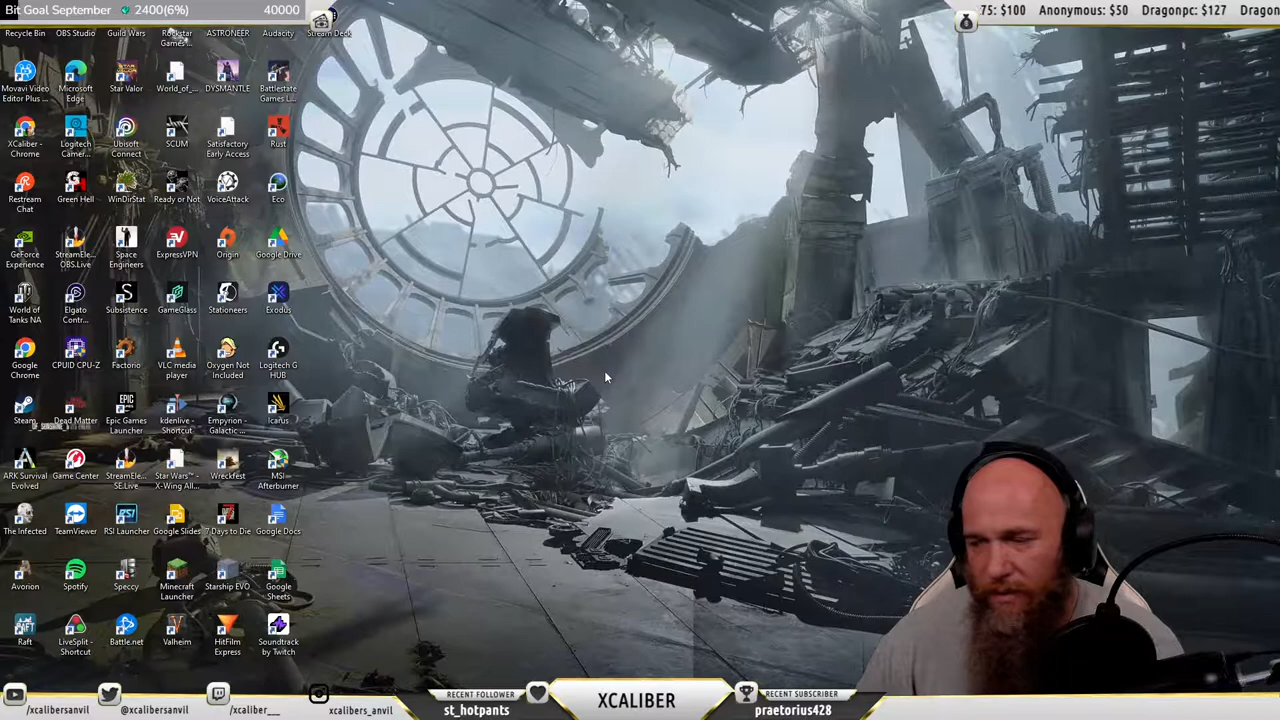 Bit Goal September 2400(6%) 40000
75: $100 Anonymous: $50 Dragonpc: $127 Dragon
Recycle Bin OBS Studio Guild Wars Rockstar Games ... ASTRONEER Audacity Stream Deck
Movavi Video Editor Plus ... Microsoft Edge Star Valor World_of_... DYSMANTLE Battlestate Games L...
XCaliber - Chrome Logitech Camer... Ubisoft Connect SCUM Satisfactory Early Access Rust
Restream Chat Green Hell WinDirStat Ready or Not VoiceAttack Eco
GeForce Experience StreamEle... OBS.Live Space Engineers ExpressVPN Origin Google Drive
World of Tanks NA Elgato Contr... Subsistence GameGlass Stationeers Exodus
Google Chrome CPUID CPU-Z Factorio VLC media player Oxygen Not Included Logitech G HUB
Steam Dead Matter Epic Games Launcher kdenlive - Shortcut Empyrion - Galactic ... Icarus
ARK Survival Evolved Game Center StreamEle... SE.Live Star Wars™ - X-Wing All... Wreckfest MSI Afterburner
The Infected TeamViewer RSI Launcher Google Slides 7 Days to Die Google Docs
Avorion Spotify Speccy Minecraft Launcher Starship EVO Google Sheets
Raft LiveSplit - Shortcut Battle.net Valheim HitFilm Express Soundtrack by Twitch
/xcalibersanvil @xcalibersanvil /xcaliber___ xcalibers_anvil
RECENT FOLLOWER
st_hotpants
XCALIBER
RECENT SUBSCRIBER
praetorius428